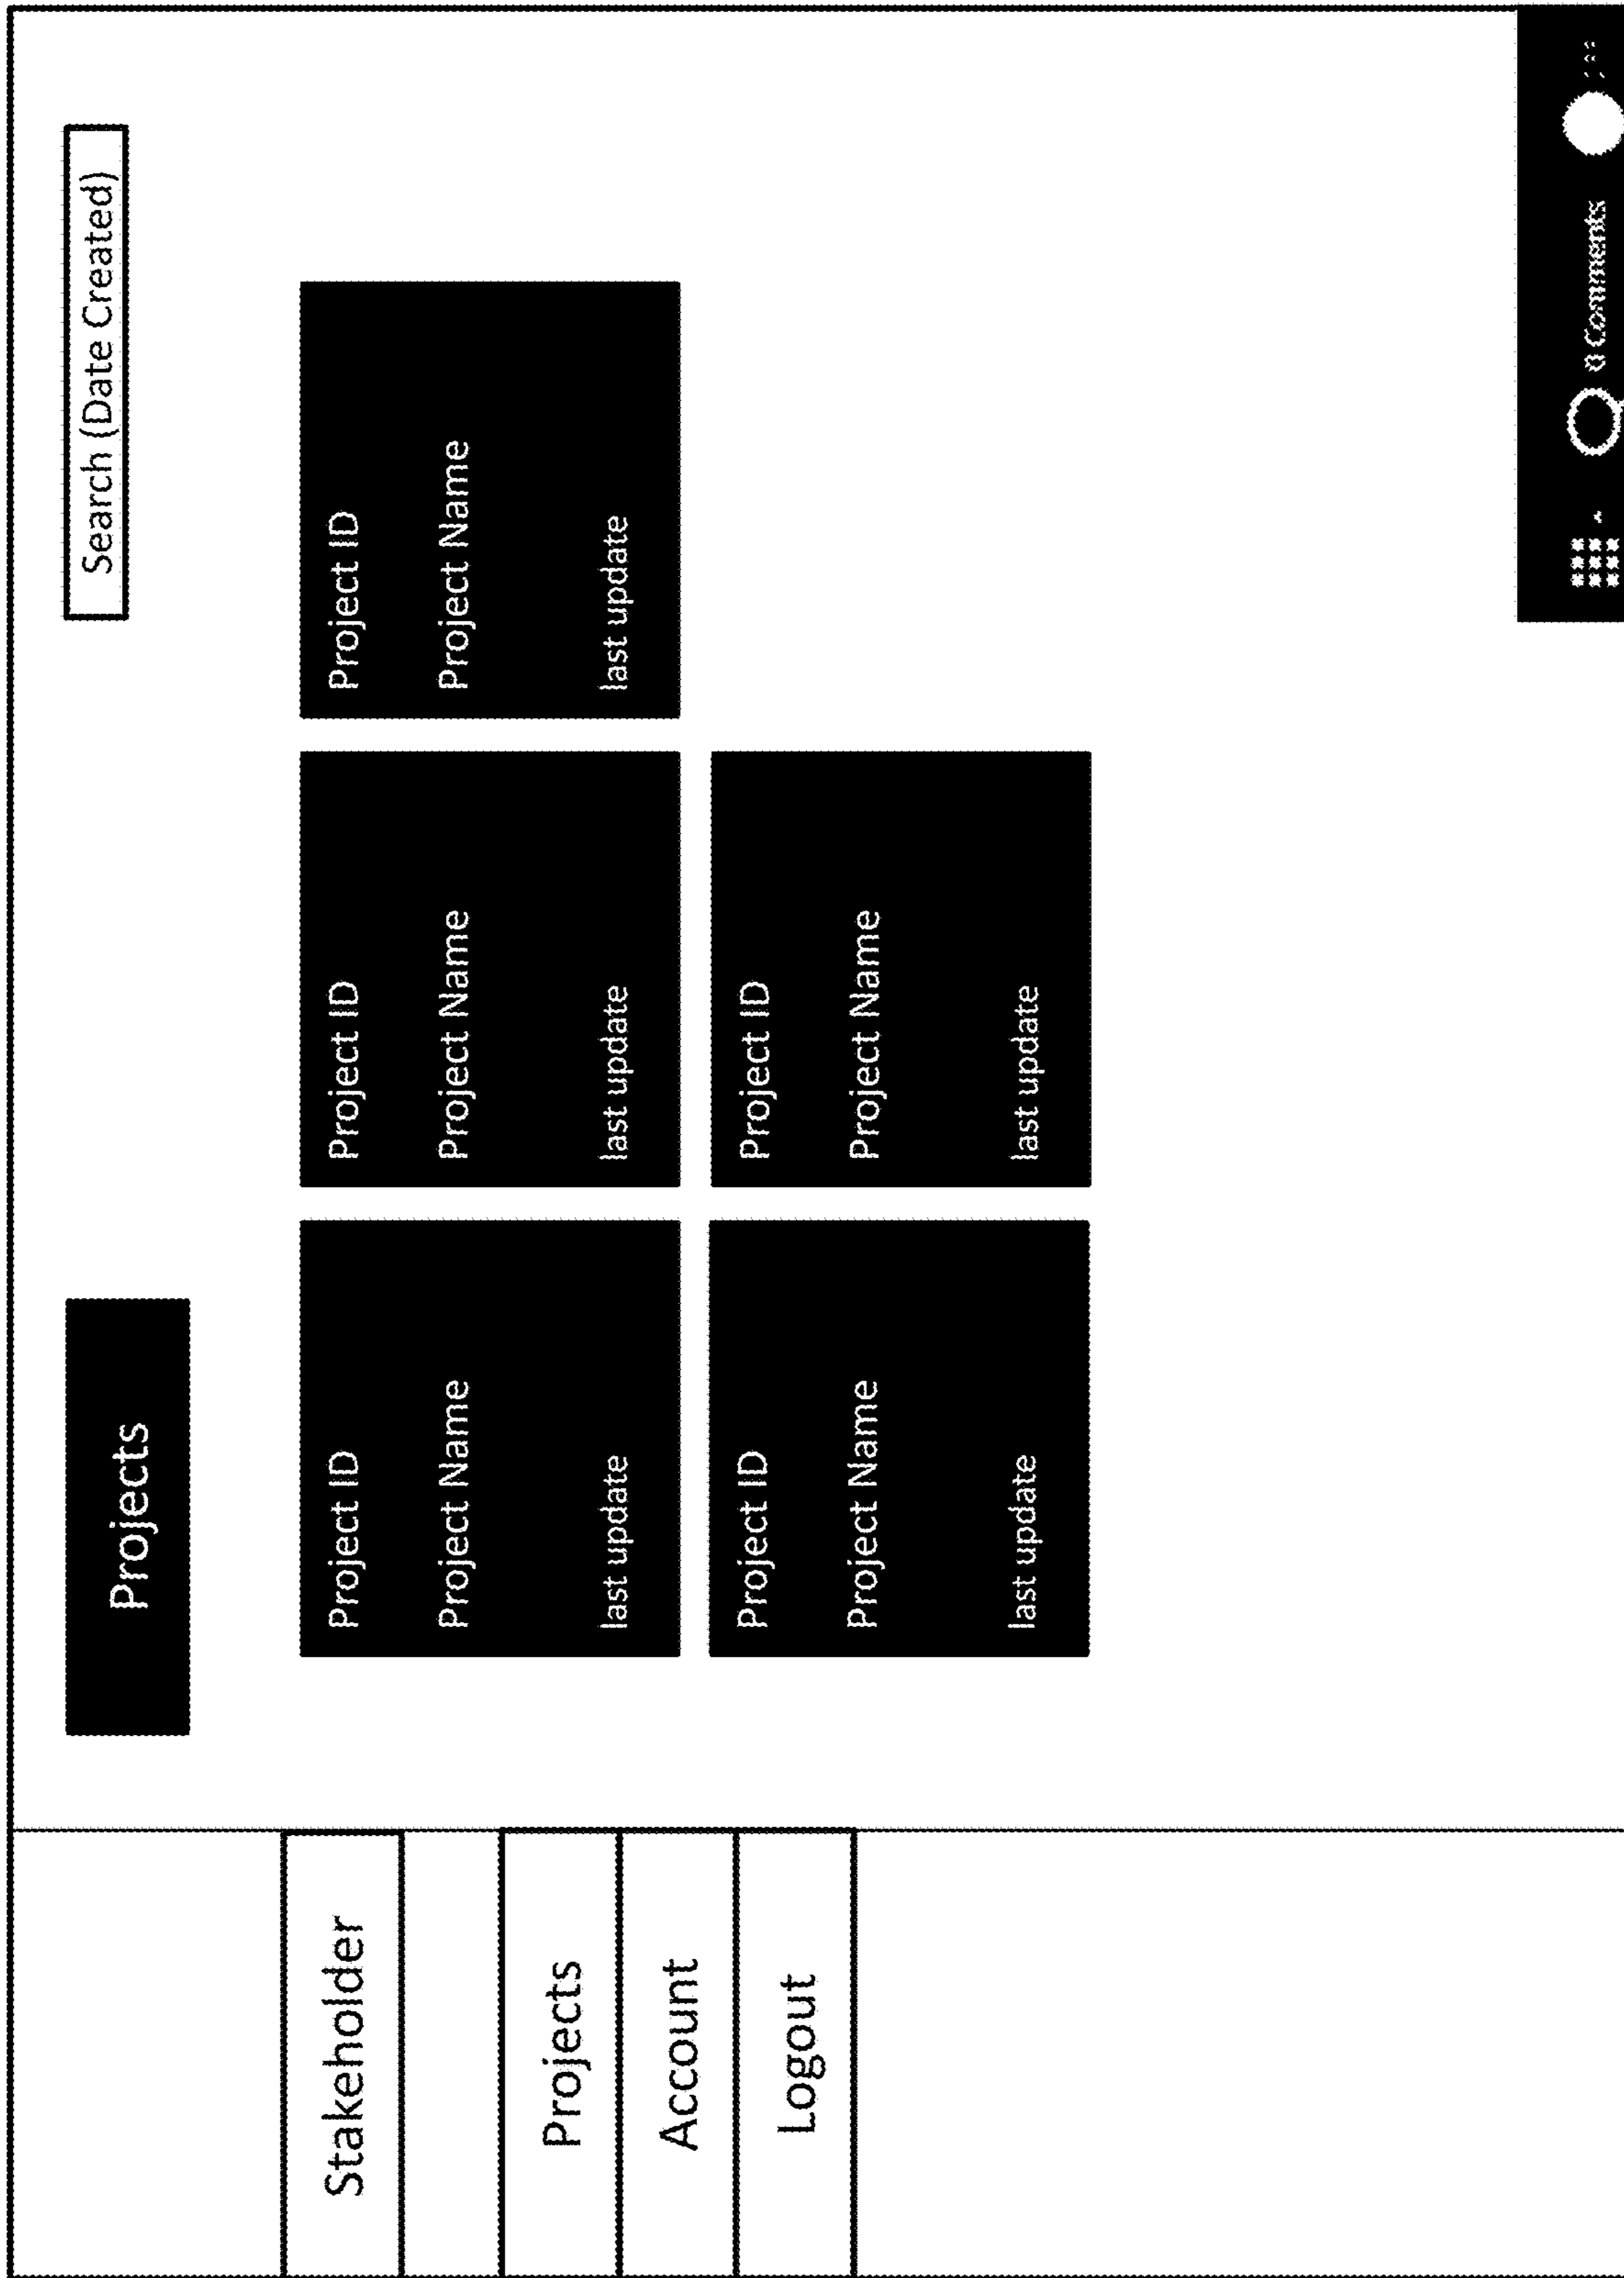 Projects
Search (Date Created)
Stakeholder
Projects
Account
Logout
Project ID
Project Name
last update
Project ID
Project Name
last update
Project ID
Project Name
last update
Project ID
Project Name
last update
Project ID
Project Name
last update
0 Comments